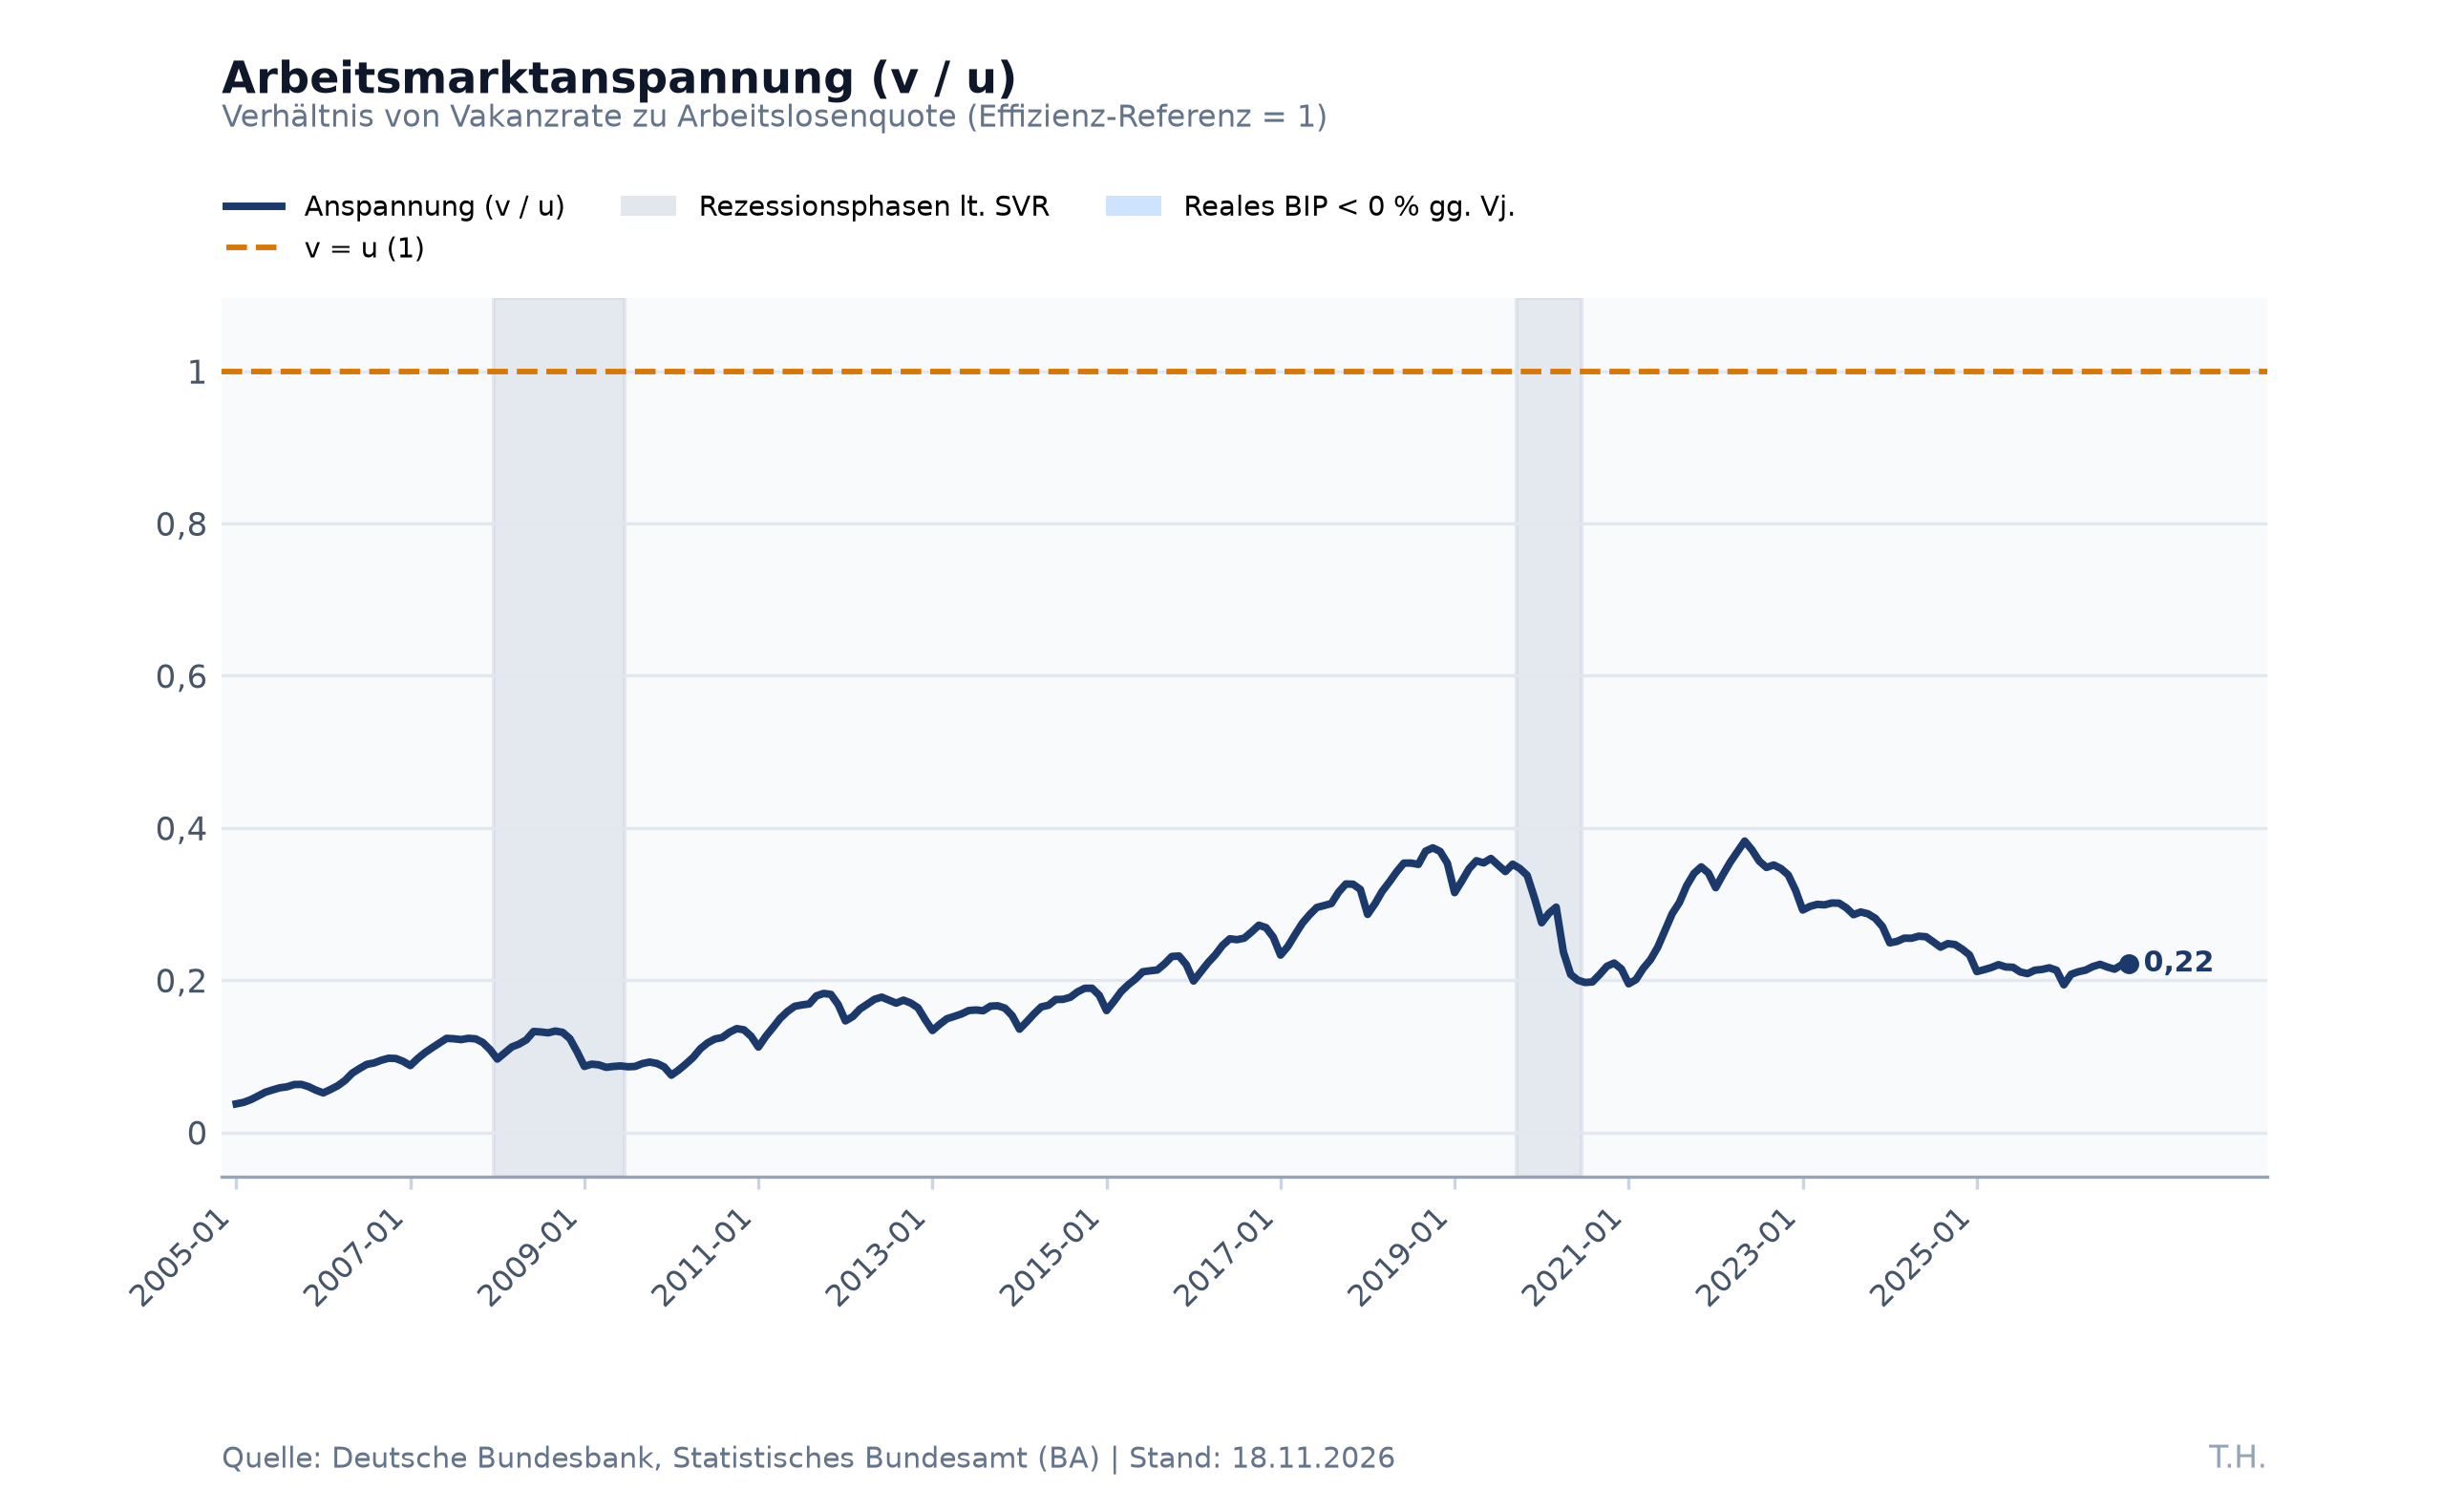 Arbeitsmarktanspannung (v / u)
Verhältnis von Vakanzrate zu Arbeitslosenquote (Effizienz-Referenz = 1)
Anspannung (v / u)
Rezessionsphasen lt. SVR
Reales BIP < 0 % gg. Vj.
v = u (1)
1
0,8
0,6
0,4
0,2
0
0,22
2005-01
2007-01
2009-01
2011-01
2013-01
2015-01
2017-01
2019-01
2021-01
2023-01
2025-01
Quelle: Deutsche Bundesbank, Statistisches Bundesamt (BA) | Stand: 18.11.2026
T.H.